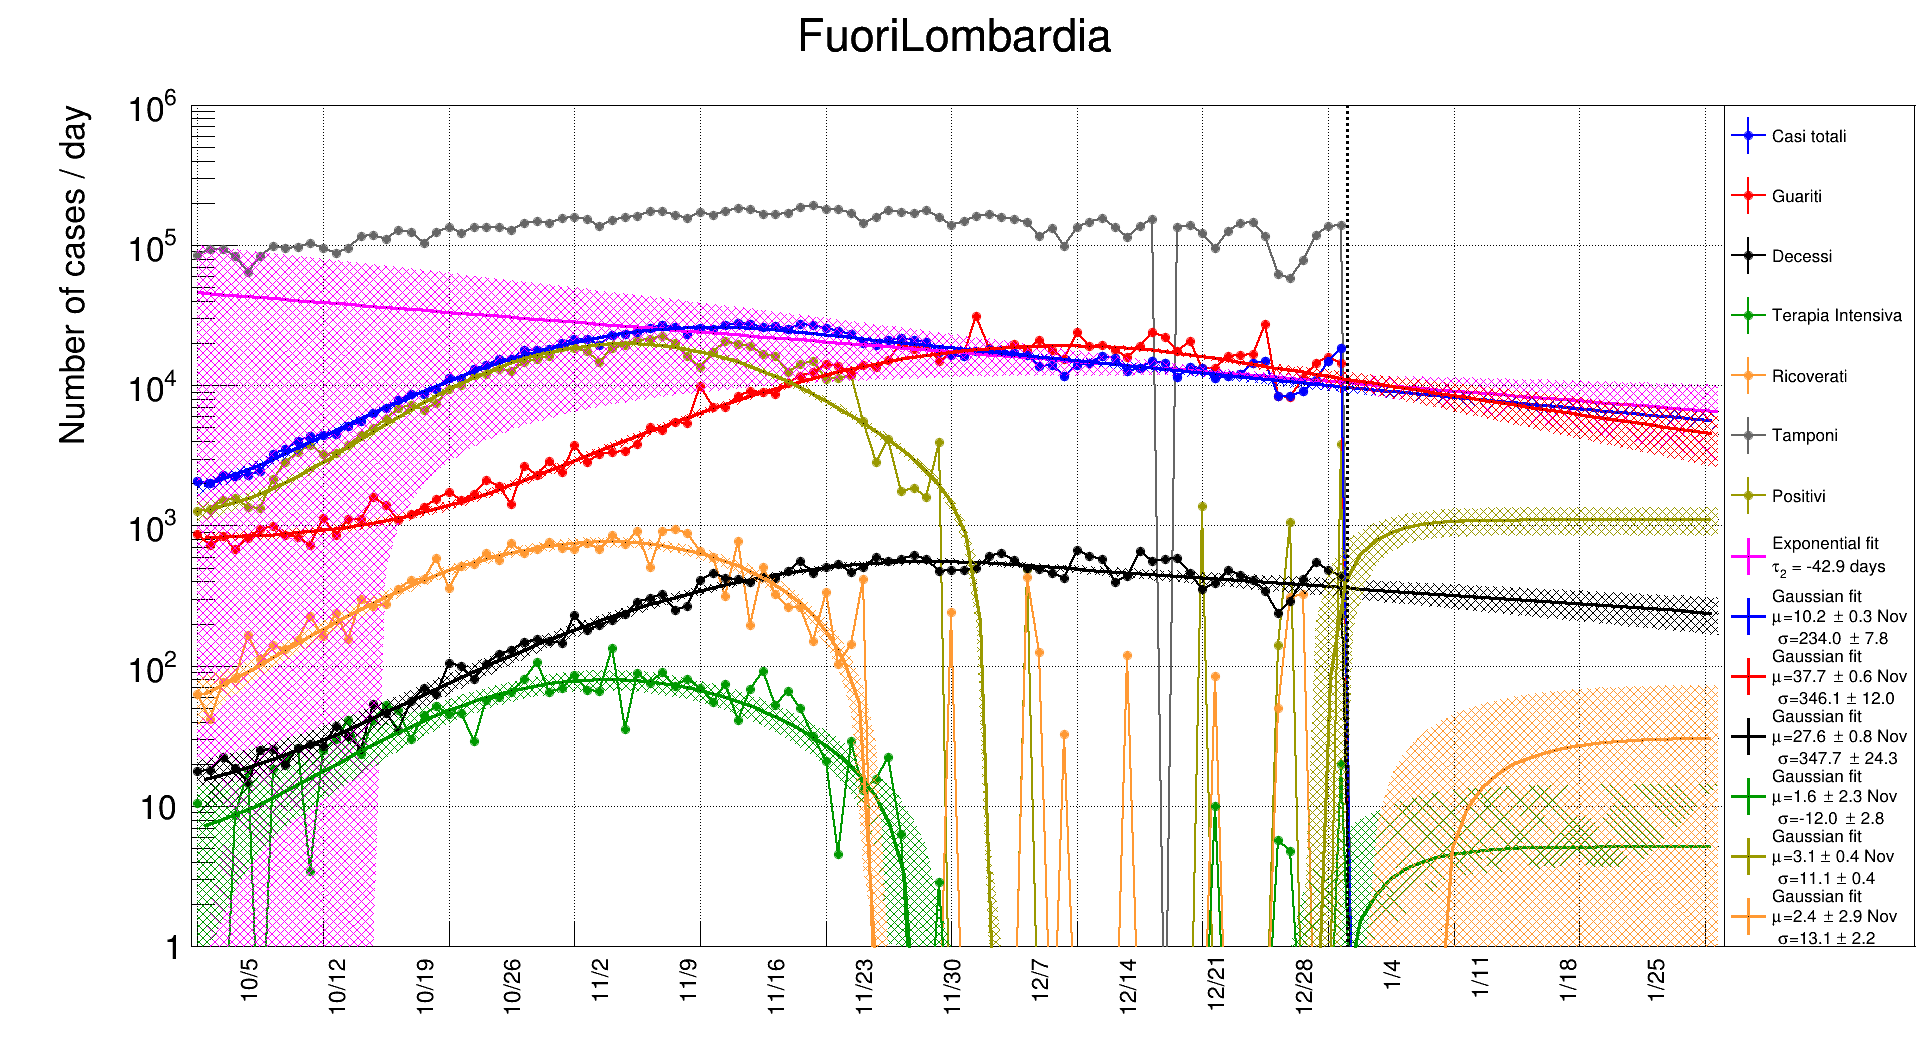 FuoriLombardia
Number of cases / day
10^6
10^5
10^4
10^3
10^2
10
1
10/5
10/12
10/19
10/26
11/2
11/9
11/16
11/23
11/30
12/7
12/14
12/21
12/28
1/4
1/11
1/18
1/25
Casi totali
Guariti
Decessi
Terapia Intensiva
Ricoverati
Tamponi
Positivi
Exponential fit
τ₂ = -42.9 days
Gaussian fit
μ=10.2 ± 0.3 Nov
σ=234.0 ± 7.8
Gaussian fit
μ=37.7 ± 0.6 Nov
σ=346.1 ± 12.0
Gaussian fit
μ=27.6 ± 0.8 Nov
σ=347.7 ± 24.3
Gaussian fit
μ=1.6 ± 2.3 Nov
σ=-12.0 ± 2.8
Gaussian fit
μ=3.1 ± 0.4 Nov
σ=11.1 ± 0.4
Gaussian fit
μ=2.4 ± 2.9 Nov
σ=13.1 ± 2.2